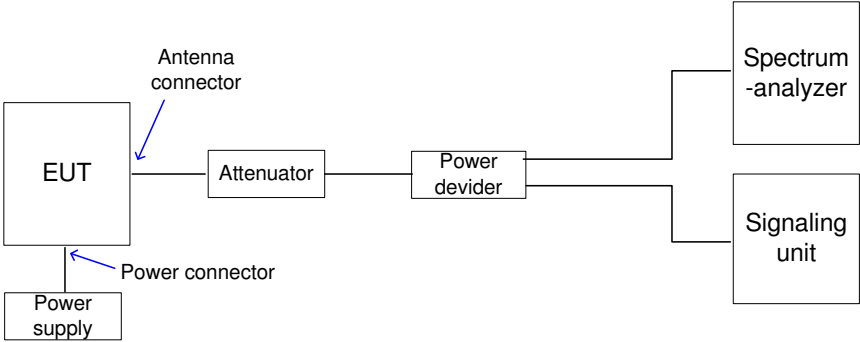 Antenna
connector
EUT
Attenuator
Power
devider
Spectrum
-analyzer
Signaling
unit
Power connector
Power
supply